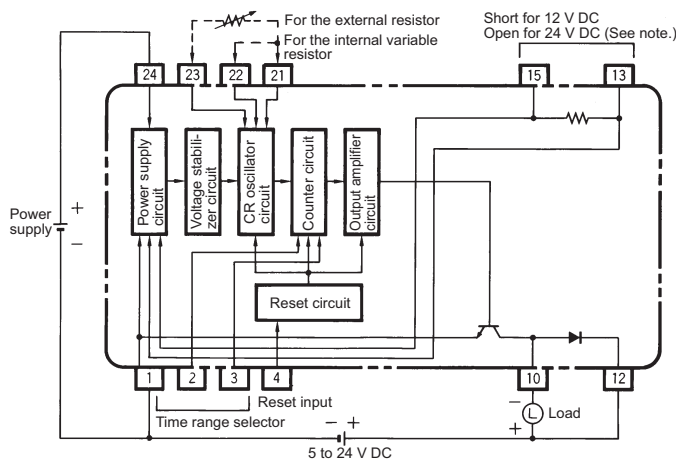 For the external resistor
For the internal variable
resistor
Short for 12 V DC
Open for 24 V DC (See note.)
24
23
22
21
15
13
Power supply
circuit
Voltage stabili-
zer circuit
CR oscillator
circuit
Counter circuit
Output amplifier
circuit
Power
supply
+
−
Reset circuit
1
2
3
4
10
12
Reset input
Time range selector
−
L
Load
+
− +
5 to 24 V DC